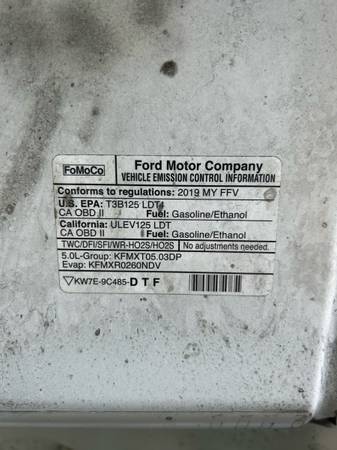 FoMoCo
Ford Motor Company
VEHICLE EMISSION CONTROL INFORMATION
Conforms to regulations: 2019 MY FFV
U.S. EPA: T3B125 LDT4
CA OBD II Fuel: Gasoline/Ethanol
California: ULEV125 LDT
CA OBD II Fuel: Gasoline/Ethanol
TWC/DFI/SFI/WR-HO2S/HO2S No adjustments needed.
5.0L-Group: KFMXT05.03DP
Evap: KFMXR0260NDV
KW7E-9C485-DTF